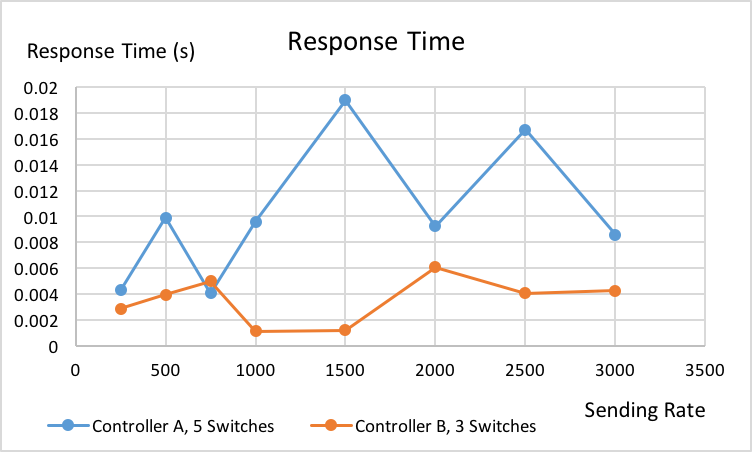 Response Time
Response Time (s)
0.02
0.018
0.016
0.014
0.012
0.01
0.008
0.006
0.004
0.002
0
0 500 1000 1500 2000 2500 3000 3500
Sending Rate
Controller A, 5 Switches Controller B, 3 Switches